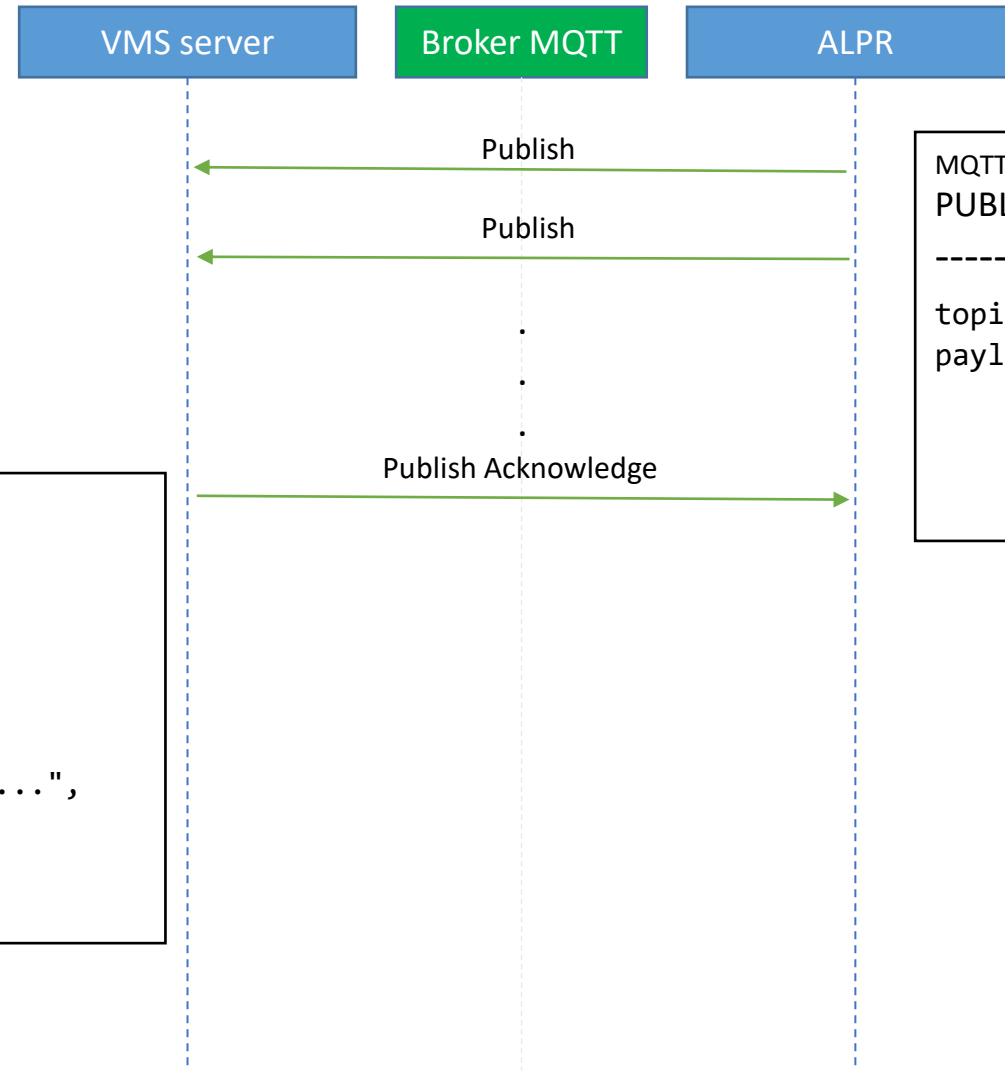 VMS server
Broker MQTT
ALPR
Publish
MQTT
PUBL
Publish
-----
topi
payl
.
.
.
Publish Acknowledge
...",